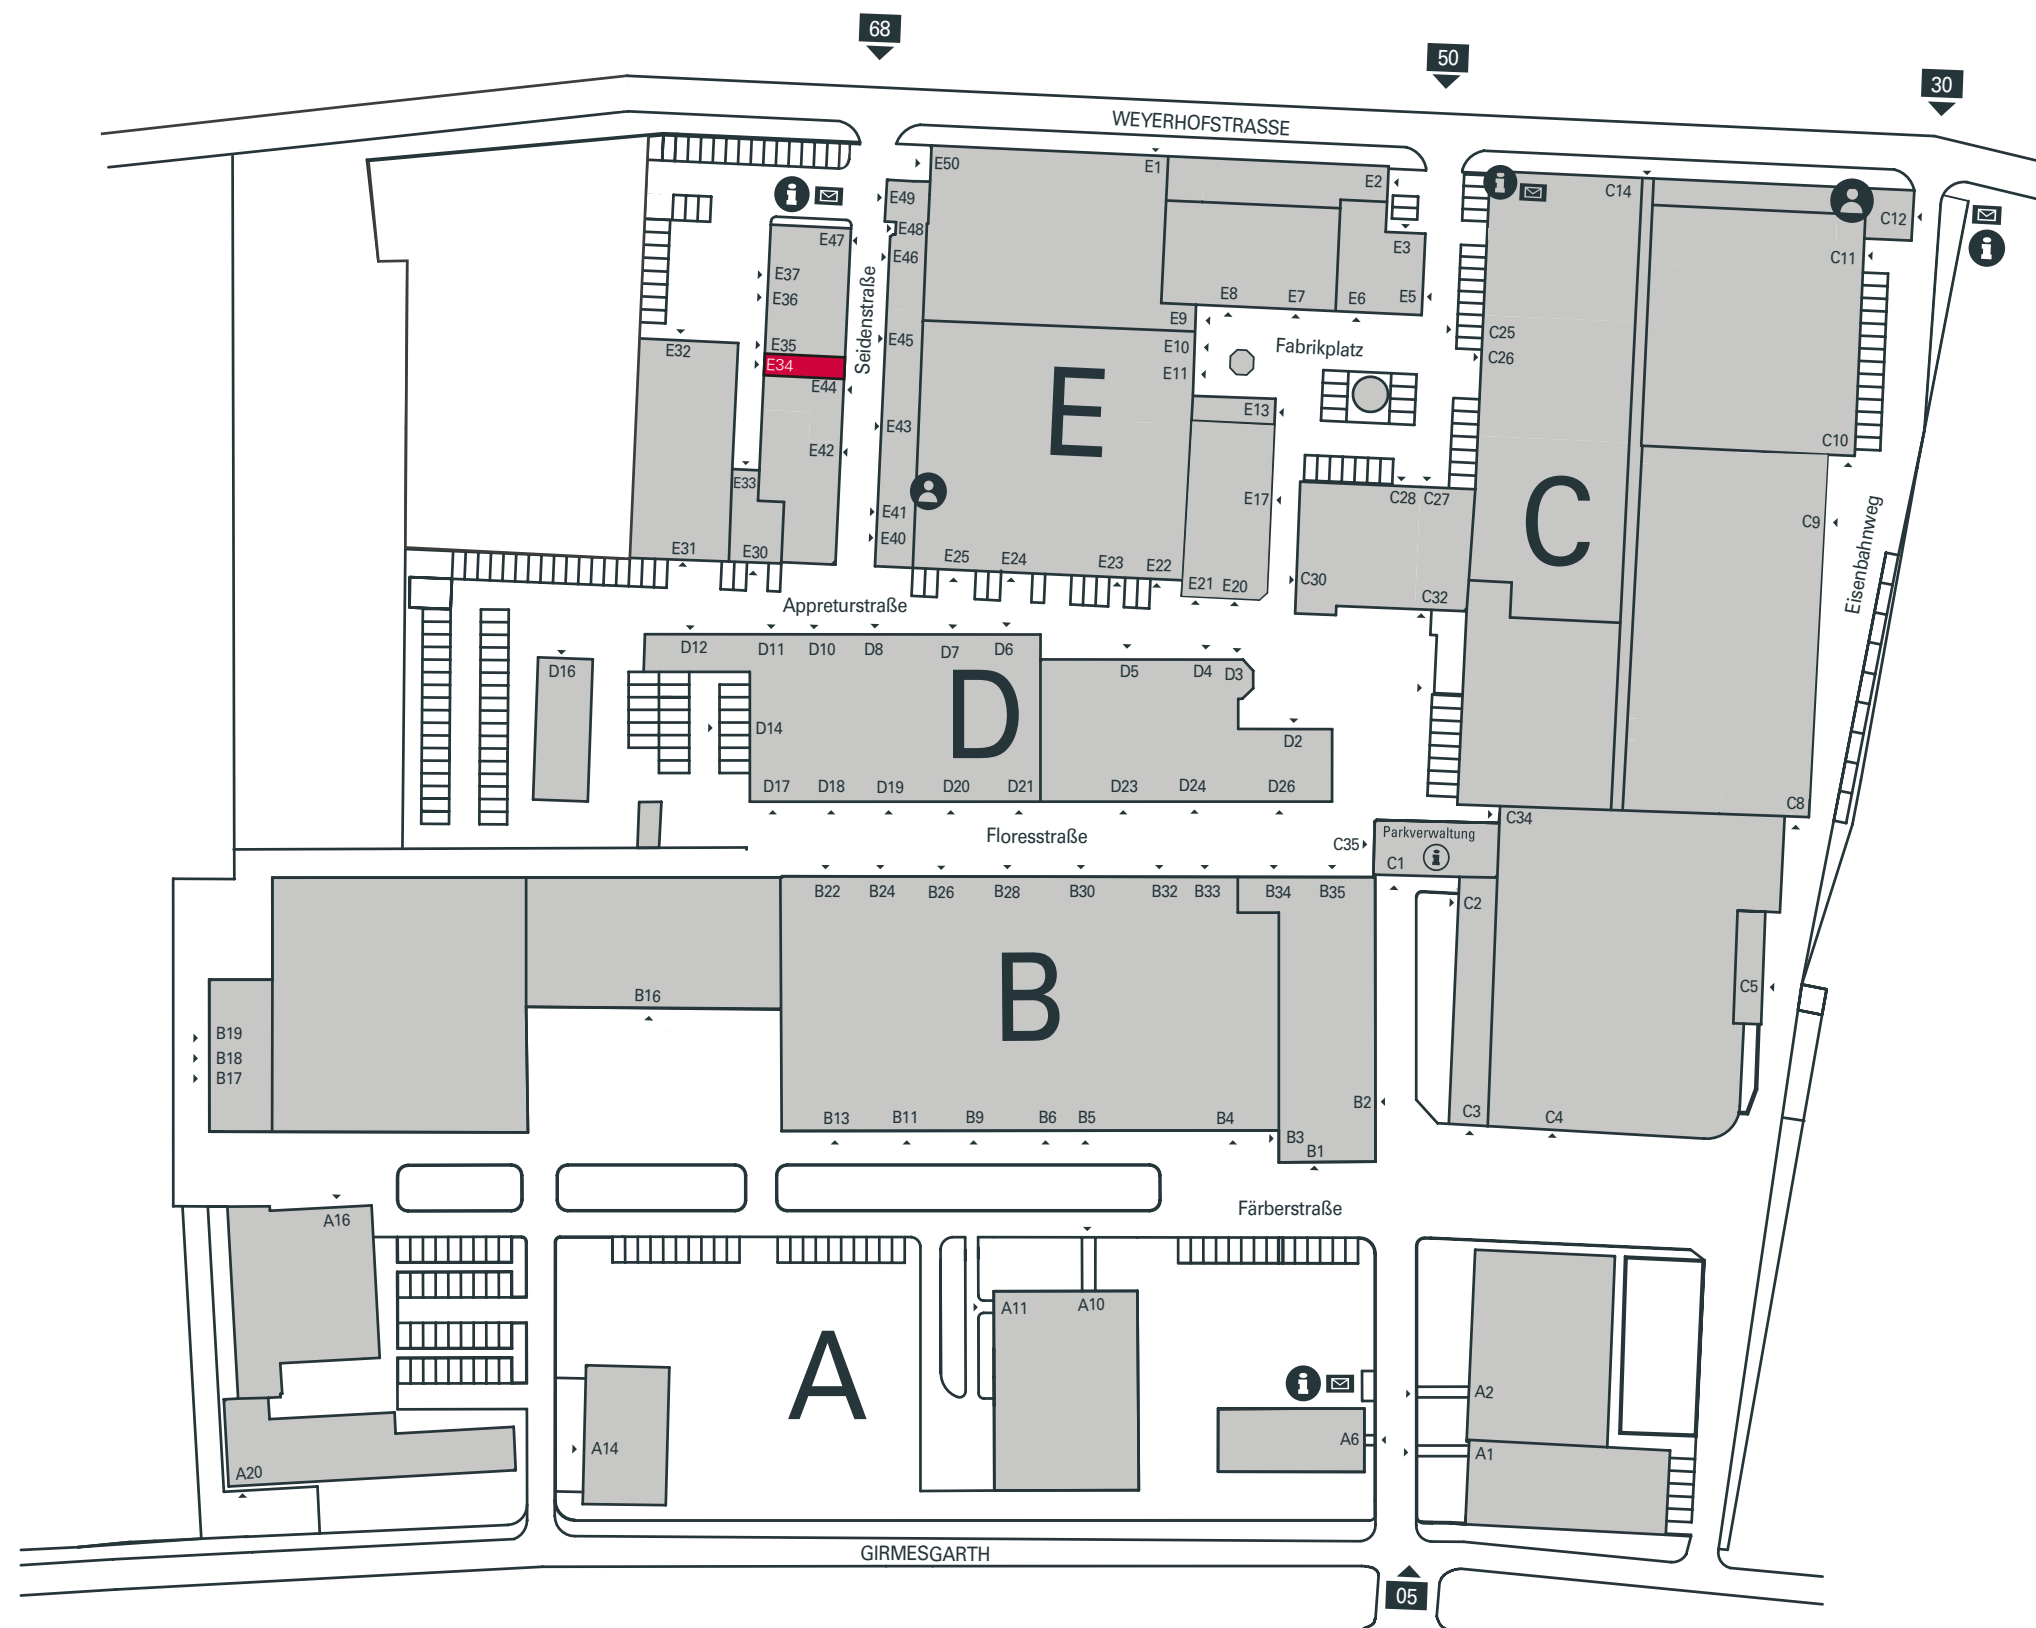 68
50
30
WEYERHOFSTRASSE
E50
E1
E2
C14
E49
E48
C12
E47
E46
E3
C11
E37
E36
E8
E7
E6
E5
Seidenstraße
E9
C25
E45
E35
E32
E10
Fabrikplatz
C26
E34
E11
E44
E13
E
E43
C10
E42
E33
E17
C28
C27
C
C9
E41
E40
Eisenbahnweg
E31
E30
E25
E24
E23
E22
E21
E20
C30
C32
Appreturstraße
D12
D11
D10
D8
D7
D6
D16
D5
D4
D3
D
D14
D2
D17
D18
D19
D20
D21
D23
D24
D26
C8
C34
Floresstraße
Parkverwaltung
C35
C1
B22
B24
B26
B28
B30
B32
B33
B34
B35
C2
B
B16
C5
B19
B18
B17
B13
B11
B9
B6
B5
B4
B2
C3
C4
B3
B1
Färberstraße
A16
A11
A10
A
A2
A14
A6
A1
A20
GIRMESGARTH
05